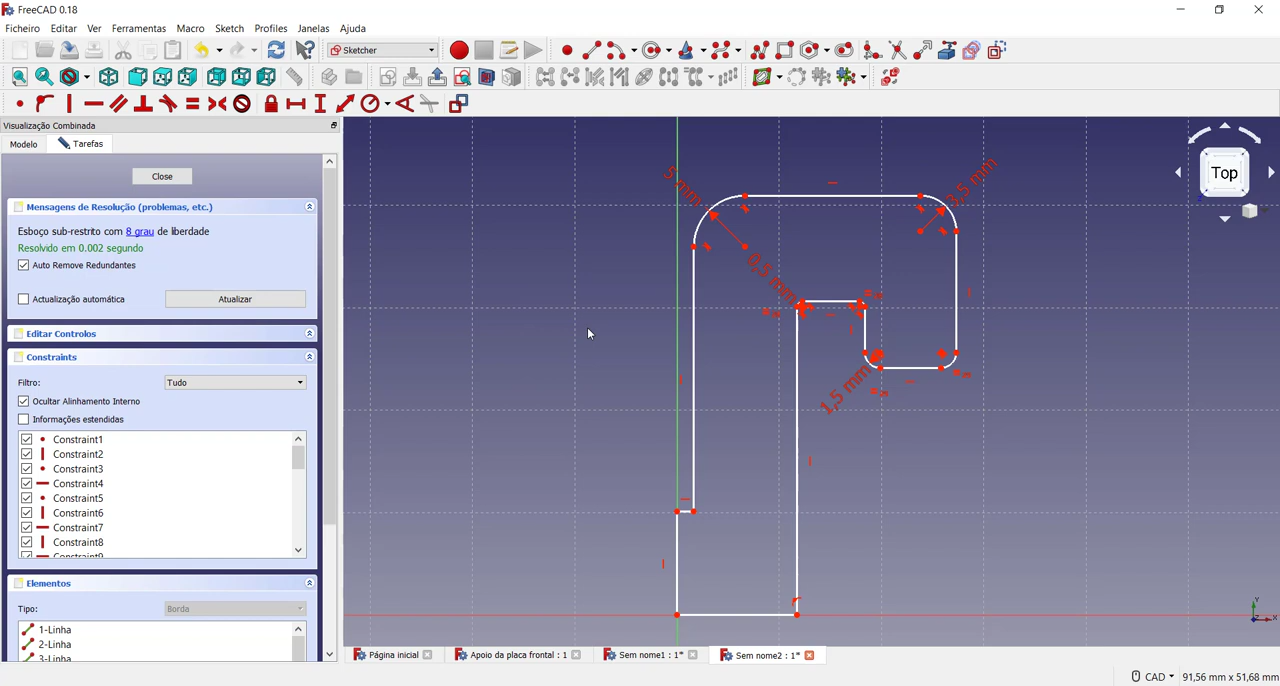 FreeCAD 0.18
Ficheiro Editar Ver Ferramentas Macro Sketch Profiles Janelas Ajuda
Sketcher
Visualização Combinada
Modelo Tarefas
Close
Mensagens de Resolução (problemas, etc.)
Esboço sub-restrito com 8 grau de liberdade
Resolvido em 0.002 segundo
Auto Remove Redundantes
Actualização automática Atualizar
Editar Controlos
Constraints
Filtro: Tudo
Ocultar Alinhamento Interno
Informações estendidas
Constraint1
Constraint2
Constraint3
Constraint4
Constraint5
Constraint6
Constraint7
Constraint8
Constraint9
Elementos
Tipo: Borda
1-Linha
2-Linha
3-Linha
5 mm
3,5 mm
0,5 mm
1,5 mm
Top
Z
Y
X
Z
Página inicial Apoio da placa frontal : 1 Sem nome1 : 1* Sem nome2 : 1*
CAD 91,56 mm x 51,68 mm